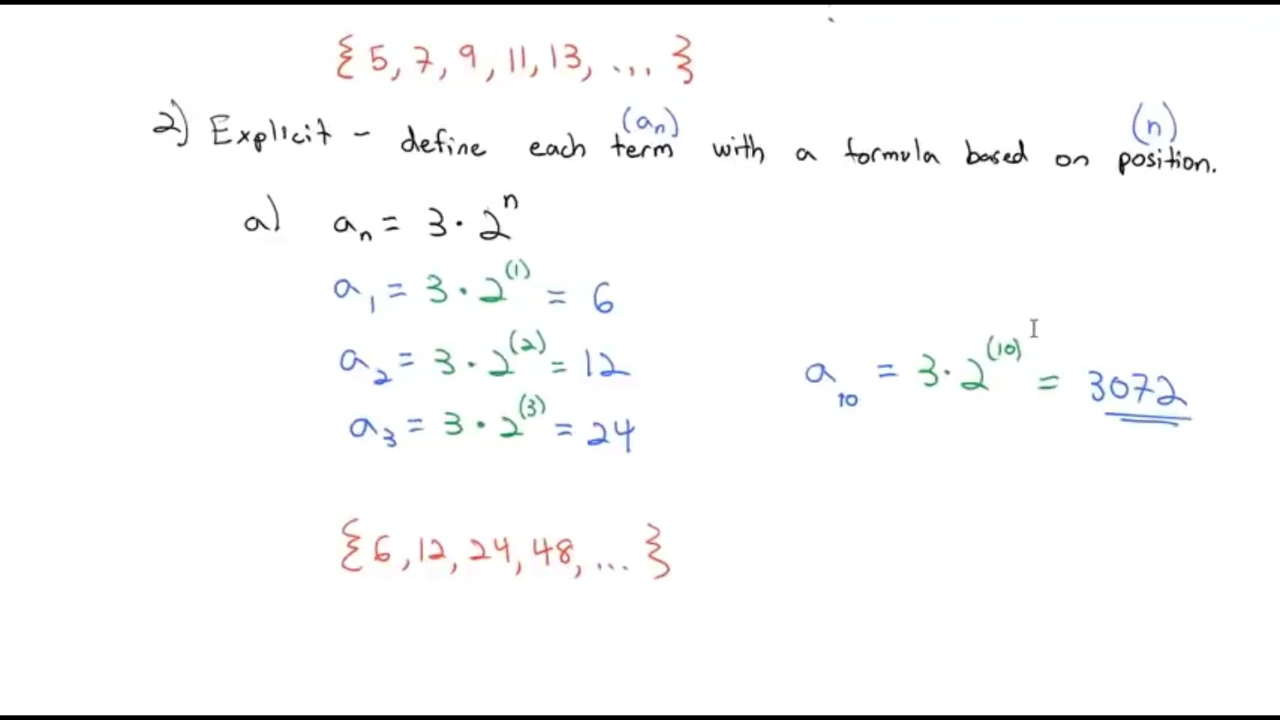 {5, 7, 9, 11, 13, ...}
2) Explicit - define each term (aₙ) with a formula based on position. (n)
a) aₙ = 3 · 2ⁿ
a₁ = 3 · 2⁽¹⁾ = 6
a₂ = 3 · 2⁽²⁾ = 12
a₁₀ = 3 · 2⁽¹⁰⁾ = 3072
a₃ = 3 · 2⁽³⁾ = 24
{6, 12, 24, 48, ...}